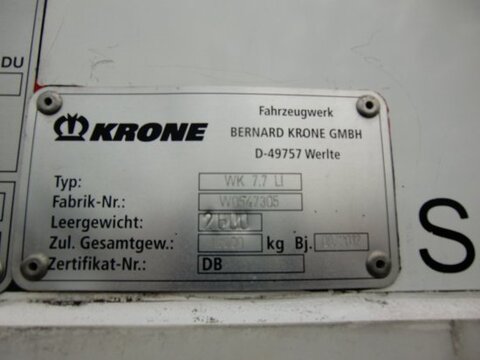 DU
KRONE
Fahrzeugwerk
BERNARD KRONE GMBH
D-49757 Werlte
Typ: WK 7.7 LI
Fabrik-Nr.: W0547305
Leergewicht:
Zul. Gesamtgew.: kg Bj.
Zertifikat-Nr.: DB
S